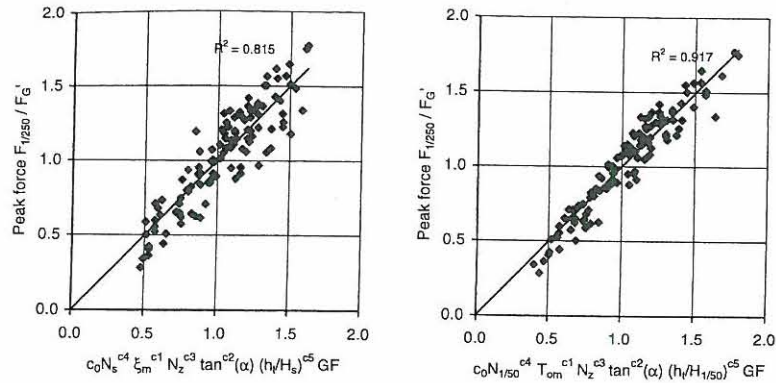 2.0
1.5
1.0
0.5
0.0
Peak force F1/250 / FG'
R² = 0.815
0.0 0.5 1.0 1.5 2.0
c0Ns^c4 ξm^c1 Nz^c3 tan^c2(α) (ht/Hs)^c5 GF
2.0
1.5
1.0
0.5
0.0
Peak force F1/250 / FG'
R² = 0.917
0.0 0.5 1.0 1.5 2.0
c0N1/50^c4 Tom^c1 Nz^c3 tan^c2(α) (ht/H1/50)^c5 GF